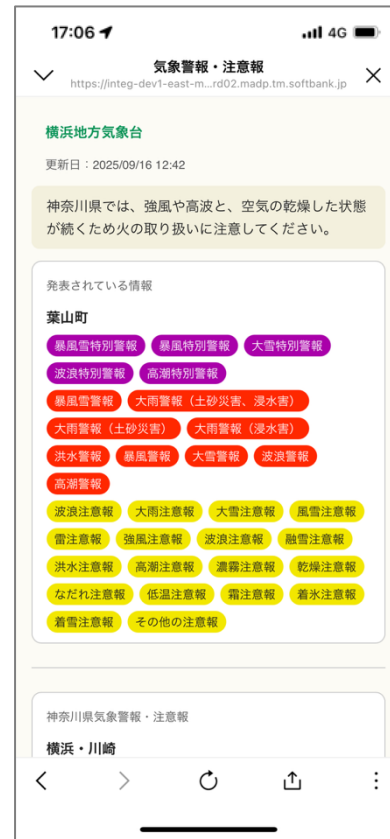 17:06
4G
気象警報・注意報
https://integ-dev1-east-m...rd02.madp.tm.softbank.jp
横浜地方気象台
更新日：2025/09/16 12:42
神奈川県では、強風や高波と、空気の乾燥した状態
が続くため火の取り扱いに注意してください。
発表されている情報
葉山町
暴風雪特別警報 暴風特別警報 大雪特別警報
波浪特別警報 高潮特別警報
暴風雪警報 大雨警報（土砂災害、浸水害）
大雨警報（土砂災害） 大雨警報（浸水害）
洪水警報 暴風警報 大雪警報 波浪警報
高潮警報
波浪注意報 大雨注意報 大雪注意報 風雪注意報
雷注意報 強風注意報 波浪注意報 融雪注意報
洪水注意報 高潮注意報 濃霧注意報 乾燥注意報
なだれ注意報 低温注意報 霜注意報 着氷注意報
着雪注意報 その他の注意報
神奈川県気象警報・注意報
横浜・川崎